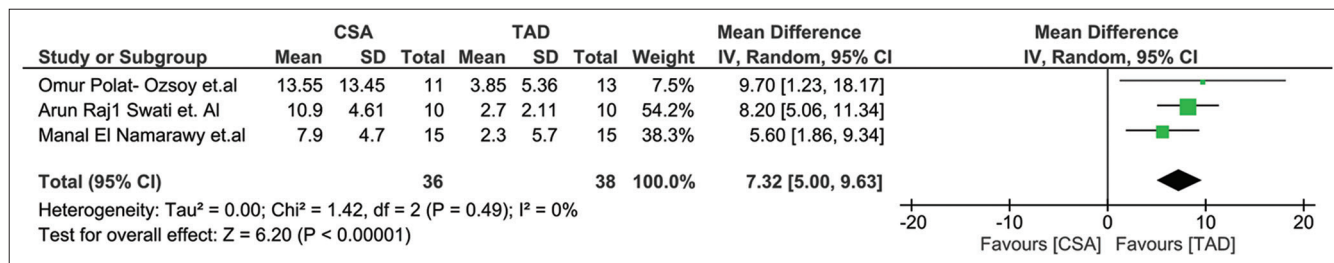 CSA TAD Mean Difference Mean Difference
Study or Subgroup Mean SD Total Mean SD Total Weight IV, Random, 95% CI IV, Random, 95% CI
Omur Polat- Ozsoy et.al 13.55 13.45 11 3.85 5.36 13 7.5% 9.70 [1.23, 18.17]
Arun Raj1 Swati et. Al 10.9 4.61 10 2.7 2.11 10 54.2% 8.20 [5.06, 11.34]
Manal El Namarawy et.al 7.9 4.7 15 2.3 5.7 15 38.3% 5.60 [1.86, 9.34]
Total (95% CI) 36 38 100.0% 7.32 [5.00, 9.63]
Heterogeneity: Tau² = 0.00; Chi² = 1.42, df = 2 (P = 0.49); I² = 0%
Test for overall effect: Z = 6.20 (P < 0.00001)
-20 -10 0 10 20
Favours [CSA] Favours [TAD]